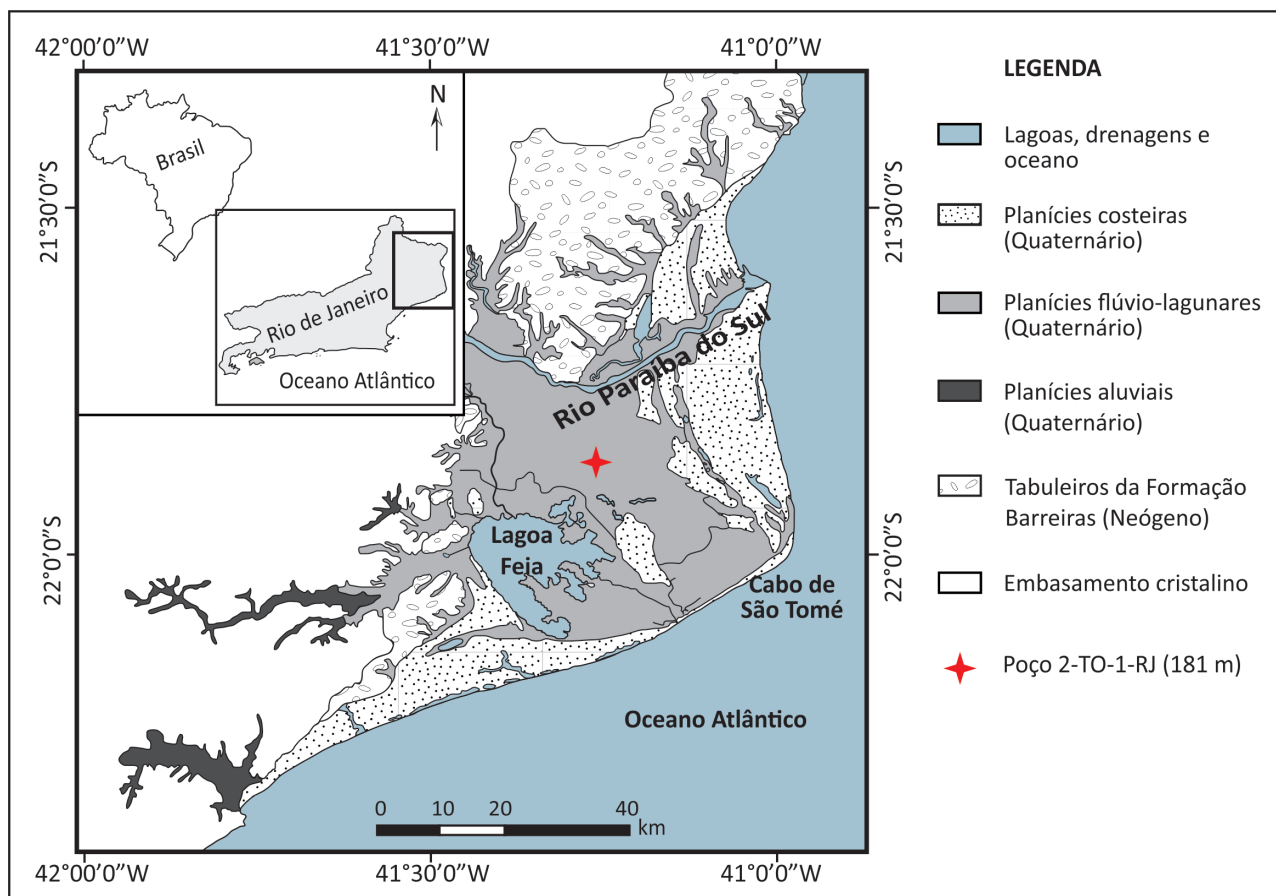 42°00’0”W
41°30’0”W
41°0’0”W
N
Brasil
Rio de Janeiro
Oceano Atlântico
21°30’0”S
22°0’0”S
21°30’0”S
22°0’0”S
Rio Paraíba do Sul
Lagoa
Feia
Cabo de
São Tomé
Oceano Atlântico
0
10
20
40
km
42°00’0”W
41°30’0”W
41°0’0”W
LEGENDA
Lagoas, drenagens e
oceano
Planícies costeiras
(Quaternário)
Planícies flúvio-lagunares
(Quaternário)
Planícies aluviais
(Quaternário)
Tabuleiros da Formação
Barreiras (Neógeno)
Embasamento cristalino
Poço 2-TO-1-RJ (181 m)